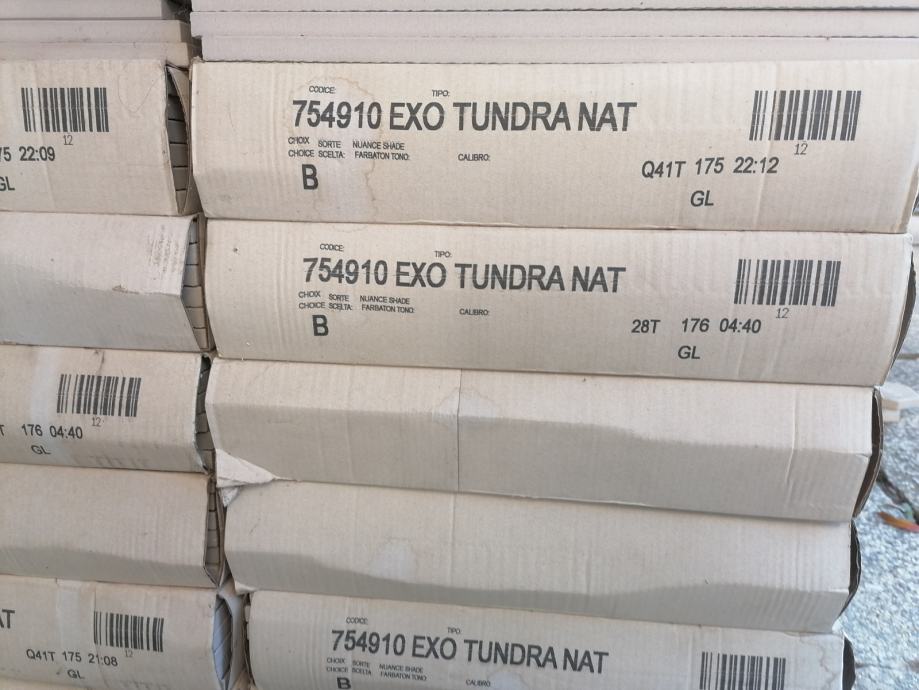 75 22:09
12
GL
CODICE: TIPO:
754910 EXO TUNDRA NAT
CHOIX SORTE NUANCE SHADE
CHOICE SCELTA: FARBATON TONO: CALIBRO:
B
12
Q41T 175 22:12
GL
CODICE: TIPO:
754910 EXO TUNDRA NAT
CHOIX SORTE NUANCE SHADE
CHOICE SCELTA: FARBATON TONO: CALIBRO:
B
12
28T 176 04:40
GL
12
T 176 04:40
GL
AT
12
Q41T 175 21:08
GL
CODICE: TIPO:
754910 EXO TUNDRA NAT
CHOIX SORTE NUANCE SHADE
CHOICE SCELTA: FARBATON TONO: CALIBRO:
B